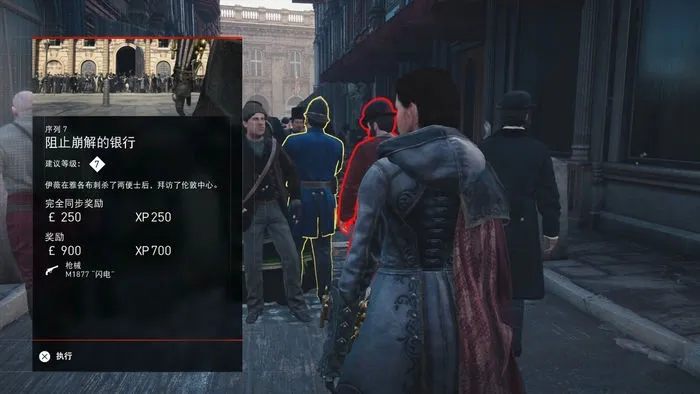 序列 7
阻止崩解的银行
建议等级: 7
伊薇在雅各布刺杀了两便士后，拜访了伦敦中心。
完全同步奖励
£ 250 XP 250
奖励
£ 900 XP 700
枪械
M1877 "闪电"
执行